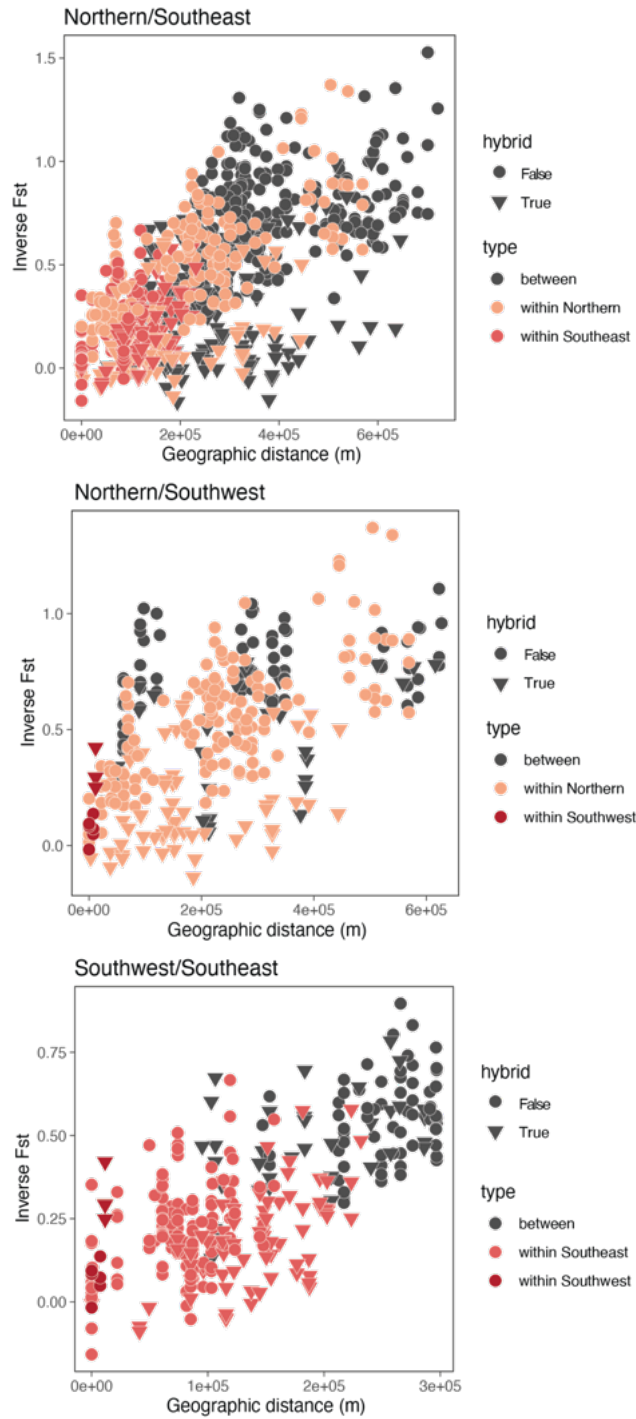 Northern/Southeast
1.5
1.0
0.5
0.0
Inverse Fst
0e+00 2e+05 4e+05 6e+05
Geographic distance (m)
hybrid
False
True
type
between
within Northern
within Southeast
Northern/Southwest
1.0
0.5
0.0
Inverse Fst
0e+00 2e+05 4e+05 6e+05
Geographic distance (m)
hybrid
False
True
type
between
within Northern
within Southwest
Southwest/Southeast
0.75
0.50
0.25
0.00
Inverse Fst
0e+00 1e+05 2e+05 3e+05
Geographic distance (m)
hybrid
False
True
type
between
within Southeast
within Southwest